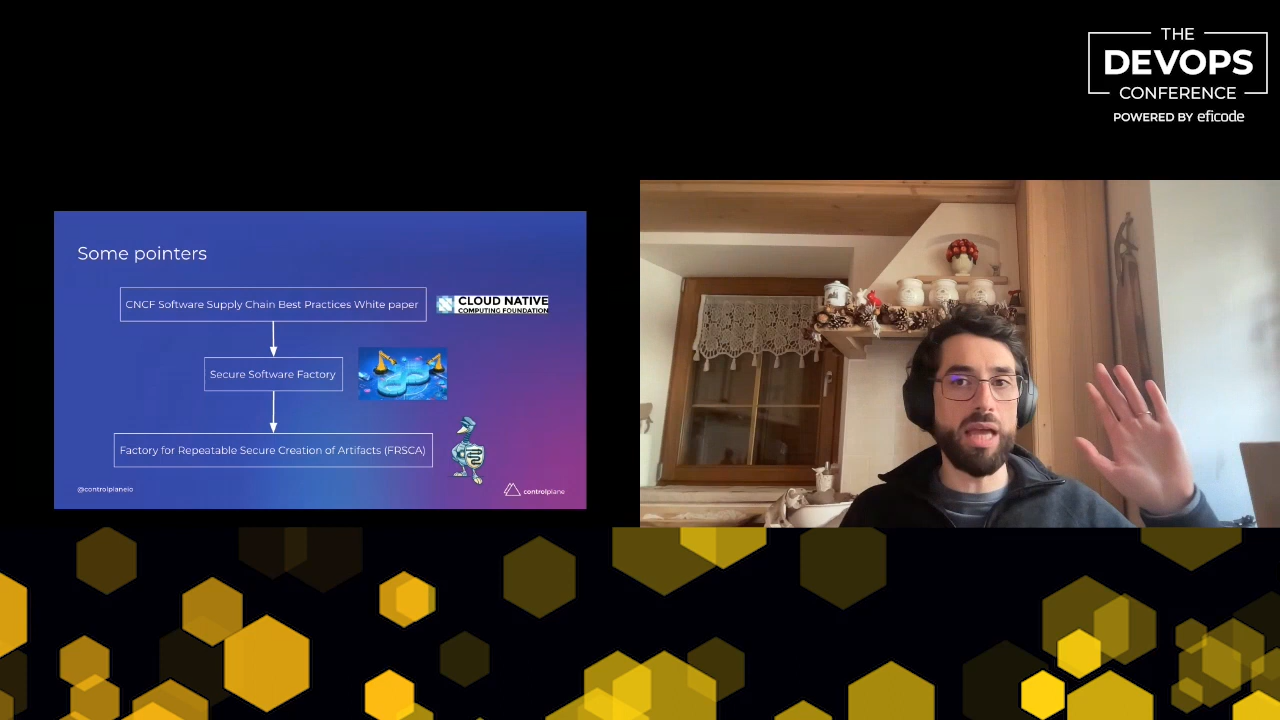 THE
DEVOPS
CONFERENCE
POWERED BY eficode
Some pointers
CNCF Software Supply Chain Best Practices White paper
CLOUD NATIVE
COMPUTING FOUNDATION
Secure Software Factory
Factory for Repeatable Secure Creation of Artifacts (FRSCA)
@controlplaneio
controlplane